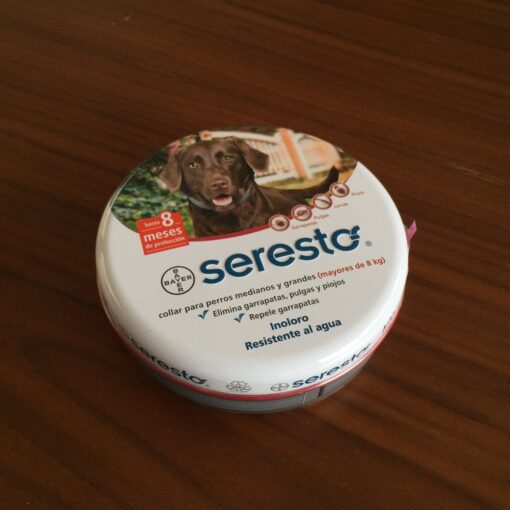 hasta 8
meses
de protección
Garrapatas
Pulgas
Larvas
Piojos
BAYER
BAYER
seresto®
collar para perros medianos y grandes (mayores de 8 kg)
✓ Elimina garrapatas, pulgas y piojos
✓ Repele garrapatas
Inoloro
Resistente al agua
seresto
seresto